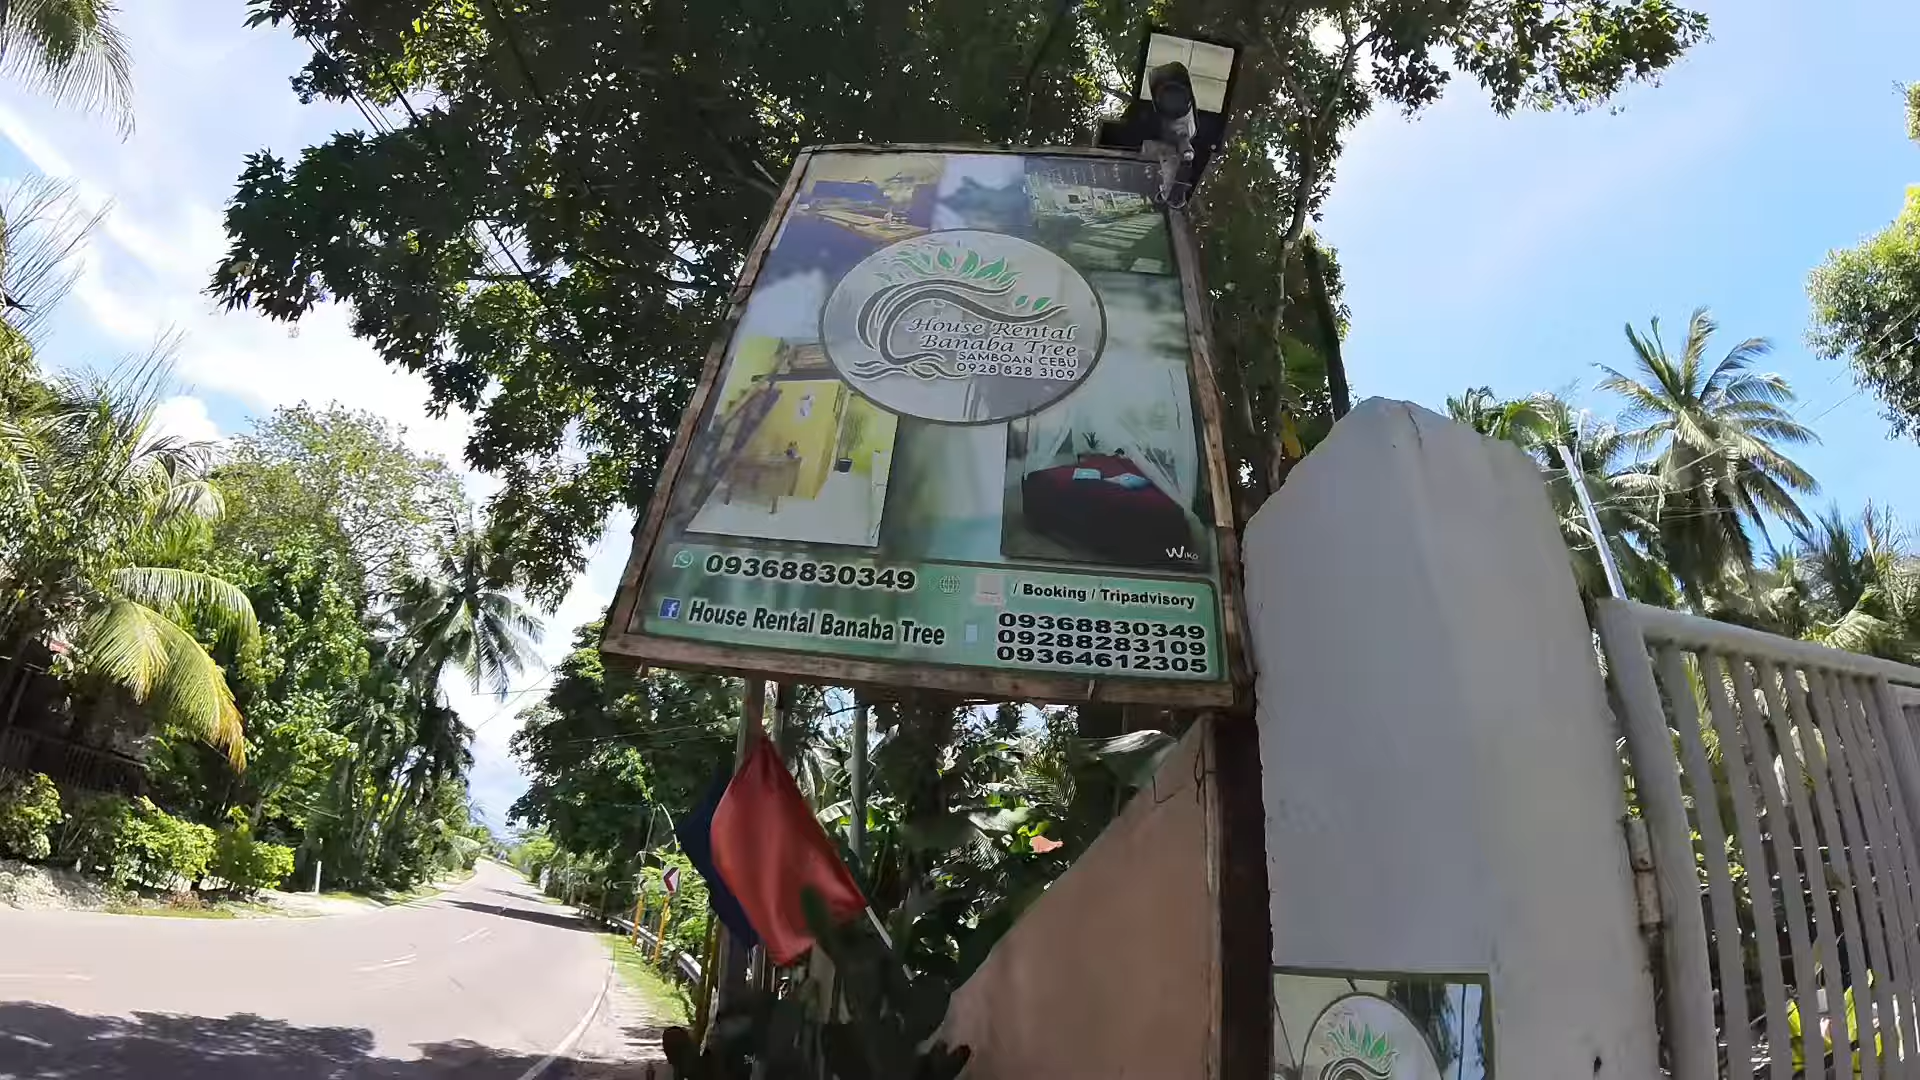 House Rental
Banaba Tree
SAMBOAN CEBU
0928 828 3109
Wiko
09368830349
/ Booking / Tripadvisory
House Rental Banaba Tree
09368830349
09288283109
09364612305